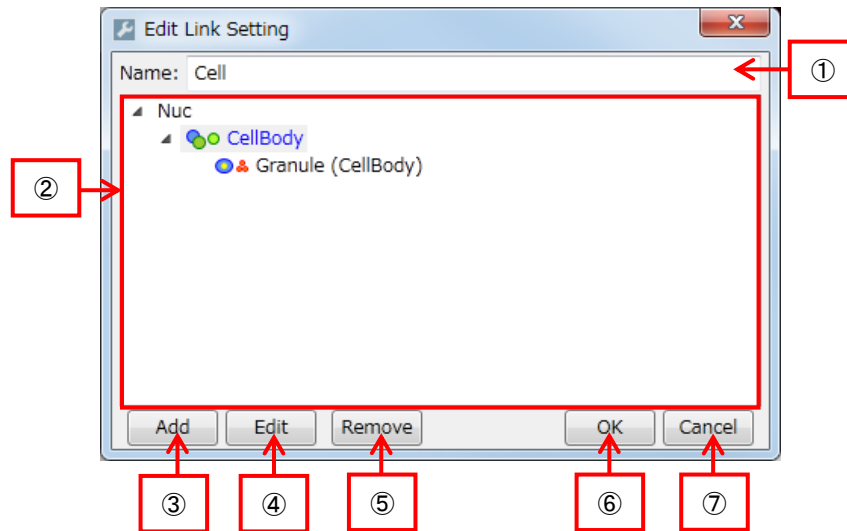 Edit Link Setting
Name: Cell
①
Nuc
CellBody
Granule (CellBody)
②
Add Edit Remove OK Cancel
③ ④ ⑤ ⑥ ⑦